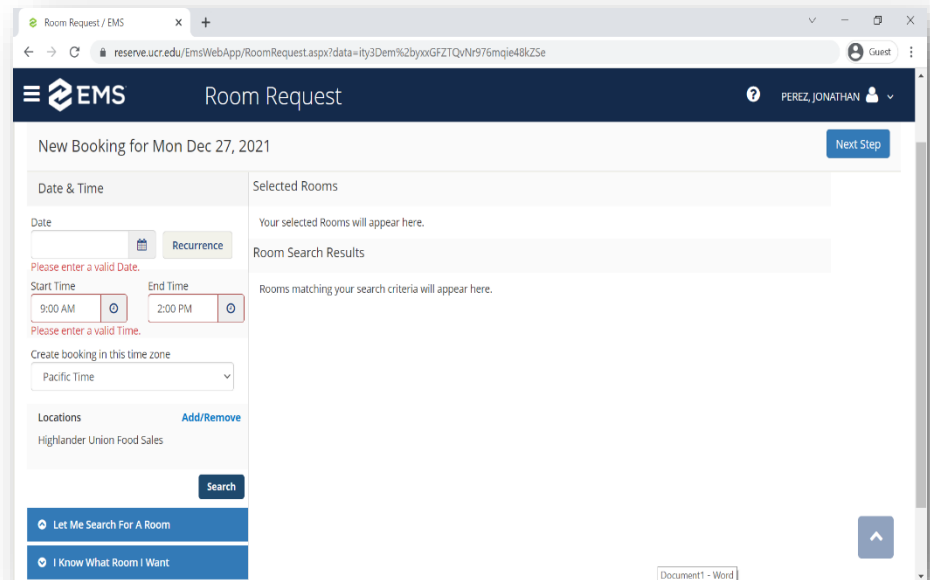 Room Request / EMS
reserve.ucr.edu/EmsWebApp/RoomRequest.aspx?data=ity3Dem%2byxxGFZTQvNr976mqie48kZSe
Guest
EMS Room Request PEREZ, JONATHAN
New Booking for Mon Dec 27, 2021
Next Step
Date & Time
Selected Rooms
Date
Your selected Rooms will appear here.
Recurrence
Room Search Results
Please enter a valid Date.
Start Time End Time
Rooms matching your search criteria will appear here.
9:00 AM 2:00 PM
Please enter a valid Time.
Create booking in this time zone
Pacific Time
Locations Add/Remove
Highlander Union Food Sales
Search
Let Me Search For A Room
I Know What Room I Want
Document1 - Word